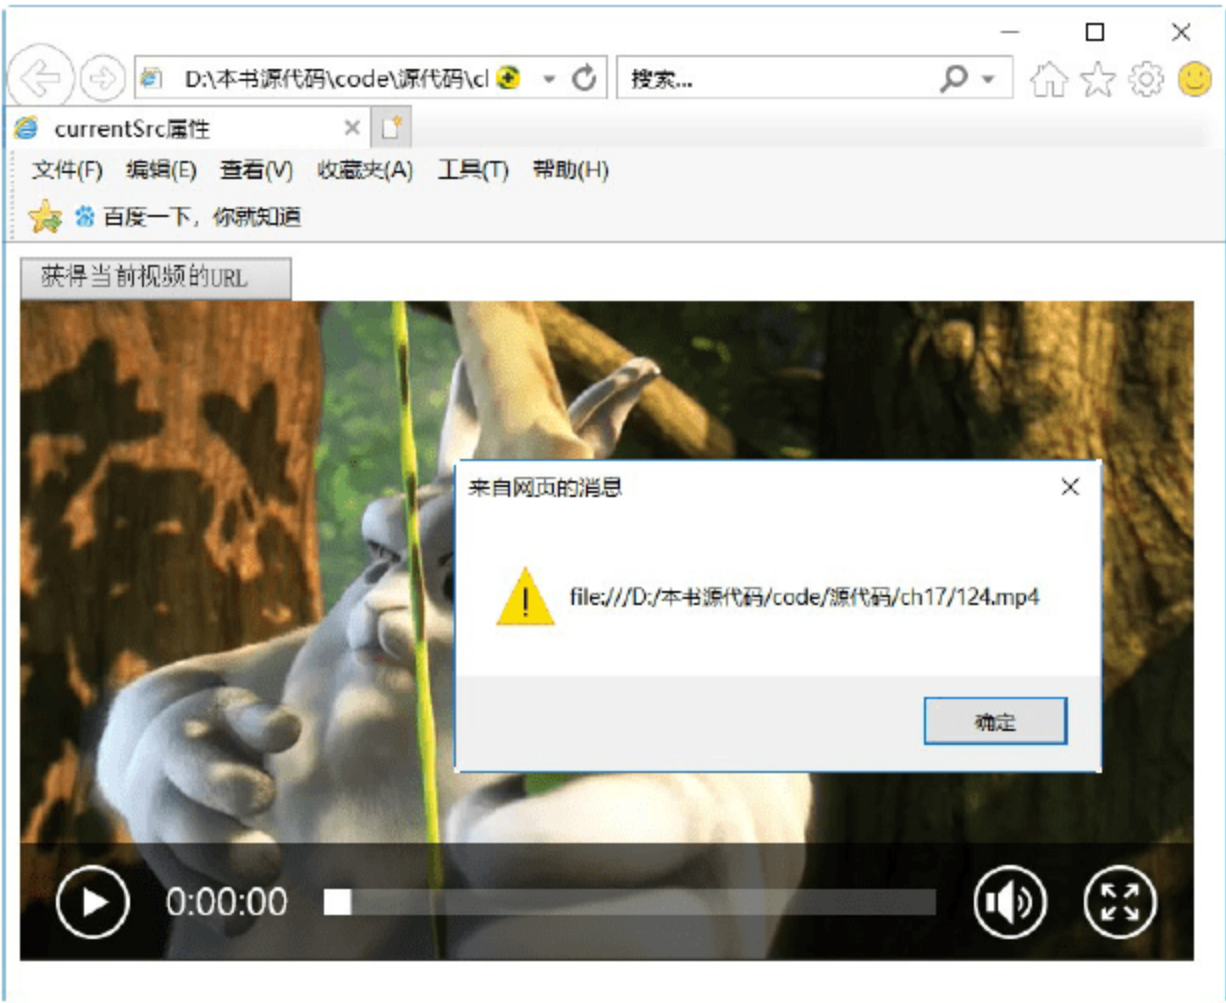 D:\本书源代码\code\源代码\cl
搜索...
currentSrc属性
文件(F) 编辑(E) 查看(V) 收藏夹(A) 工具(T) 帮助(H)
百度一下，你就知道
获得当前视频的URL
来自网页的消息
file:///D:/本书源代码/code/源代码/ch17/124.mp4
确定
0:00:00